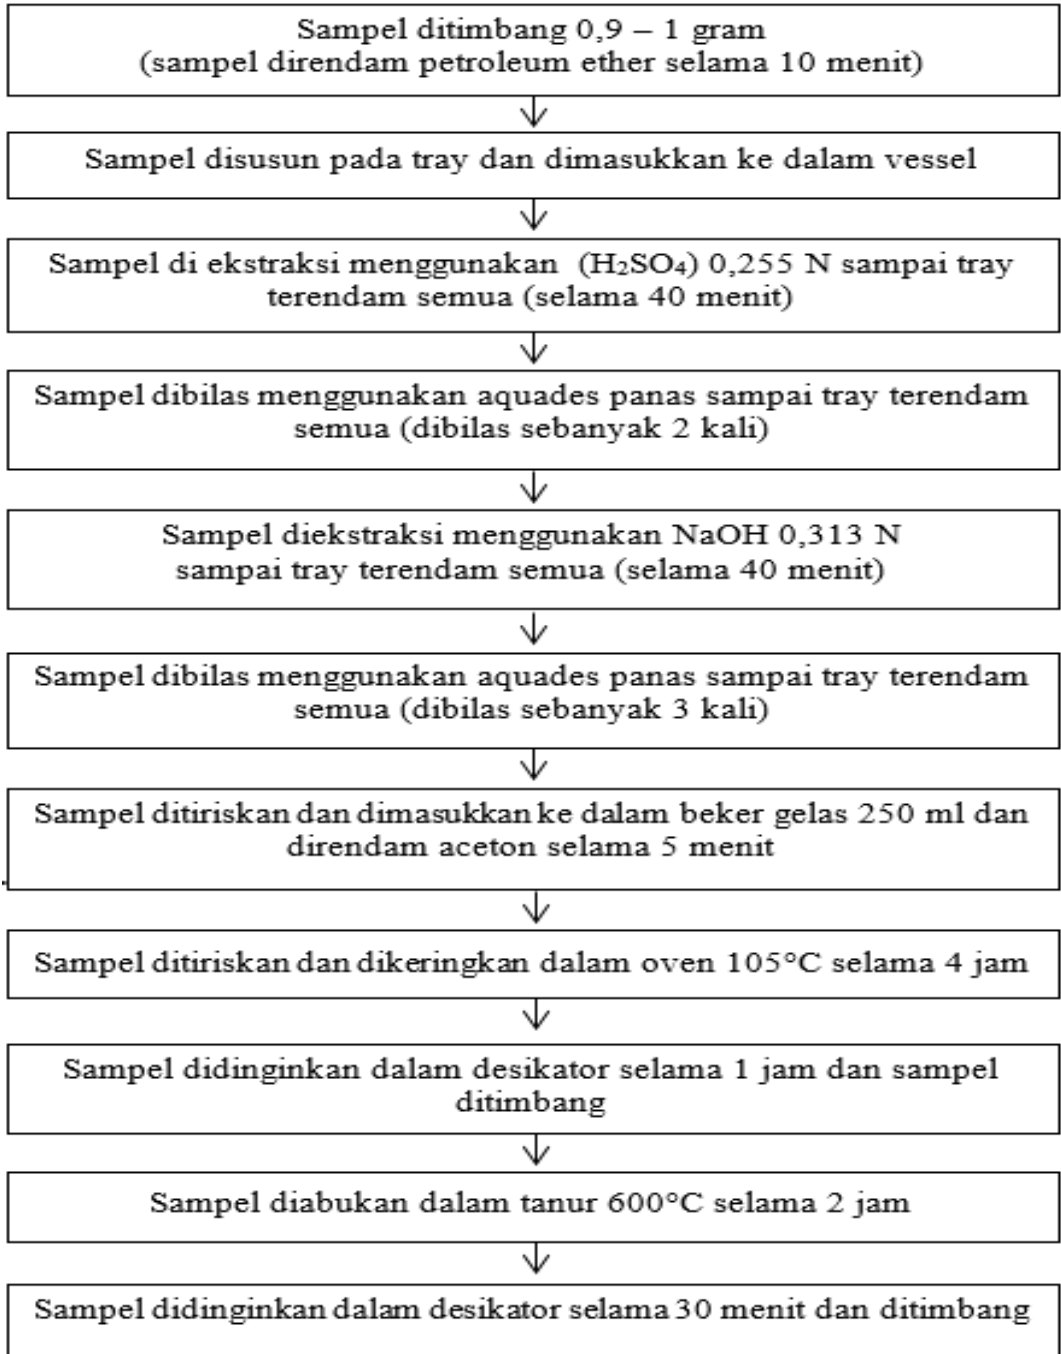 Sampel ditimbang 0,9 – 1 gram
(sampel direndam petroleum ether selama 10 menit)
Sampel disusun pada tray dan dimasukkan ke dalam vessel
Sampel di ekstraksi menggunakan (H₂SO₄) 0,255 N sampai tray
terendam semua (selama 40 menit)
Sampel dibilas menggunakan aquades panas sampai tray terendam
semua (dibilas sebanyak 2 kali)
Sampel diekstraksi menggunakan NaOH 0,313 N
sampai tray terendam semua (selama 40 menit)
Sampel dibilas menggunakan aquades panas sampai tray terendam
semua (dibilas sebanyak 3 kali)
Sampel ditiriskan dan dimasukkan ke dalam beker gelas 250 ml dan
direndam aceton selama 5 menit
Sampel ditiriskan dan dikeringkan dalam oven 105°C selama 4 jam
Sampel didinginkan dalam desikator selama 1 jam dan sampel
ditimbang
Sampel diabukan dalam tanur 600°C selama 2 jam
Sampel didinginkan dalam desikator selama 30 menit dan ditimbang